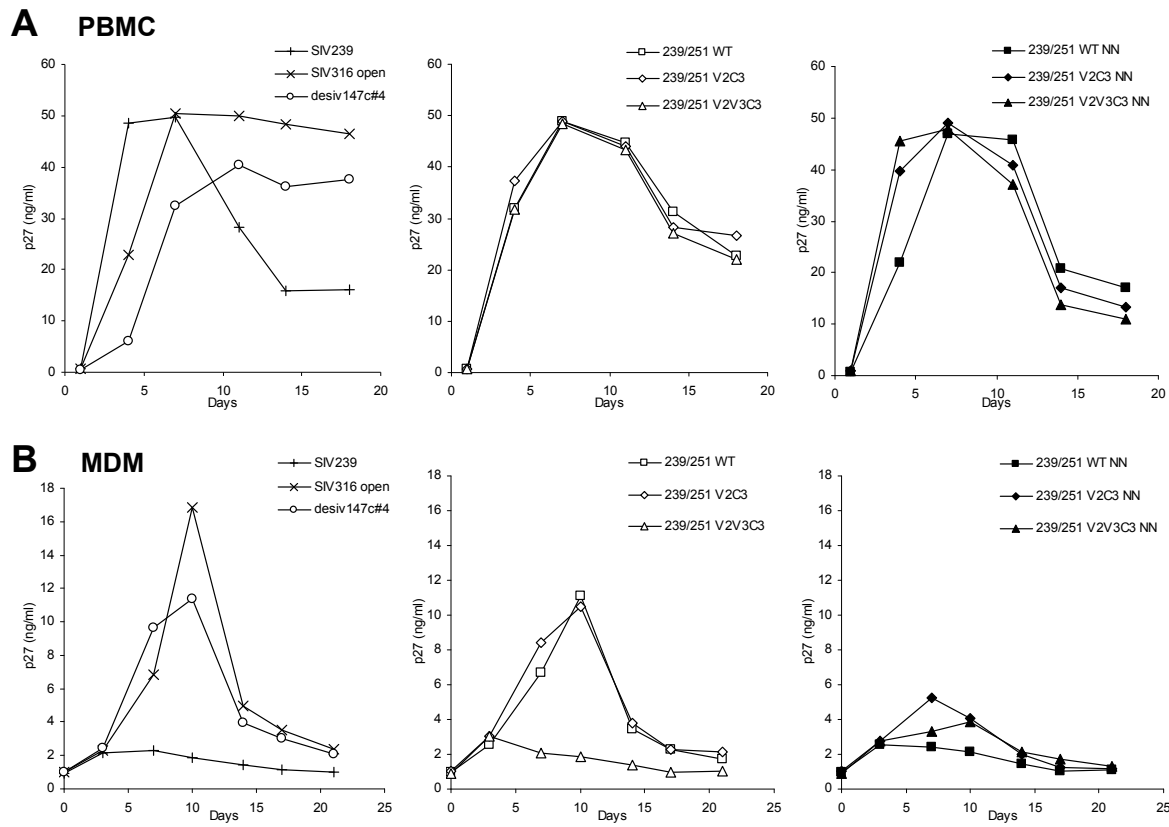 A PBMC
SIV239
SIV316 open
desiv147c#4
60
50
40
30
20
10
0
p27 (ng/ml)
0 5 10 15 20
Days
239/251 WT
239/251 V2C3
239/251 V2V3C3
60
50
40
30
20
10
0
p27 (ng/ml)
0 5 10 15 20
Days
239/251 WT NN
239/251 V2C3 NN
239/251 V2V3C3 NN
60
50
40
30
20
10
0
p27 (ng/ml)
0 5 10 15 20
Days
B MDM
SIV239
SIV316 open
desiv147c#4
18
16
14
12
10
8
6
4
2
0
p27 (ng/ml)
0 5 10 15 20 25
Days
239/251 WT
239/251 V2C3
239/251 V2V3C3
18
16
14
12
10
8
6
4
2
0
p27 (ng/ml)
0 5 10 15 20 25
Days
239/251 WT NN
239/251 V2C3 NN
239/251 V2V3C3 NN
18
16
14
12
10
8
6
4
2
0
p27 (ng/ml)
0 5 10 15 20 25
Days